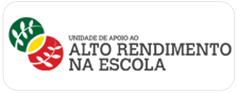 UNIDADE DE APOIO AO
ALTO RENDIMENTO
NA ESCOLA